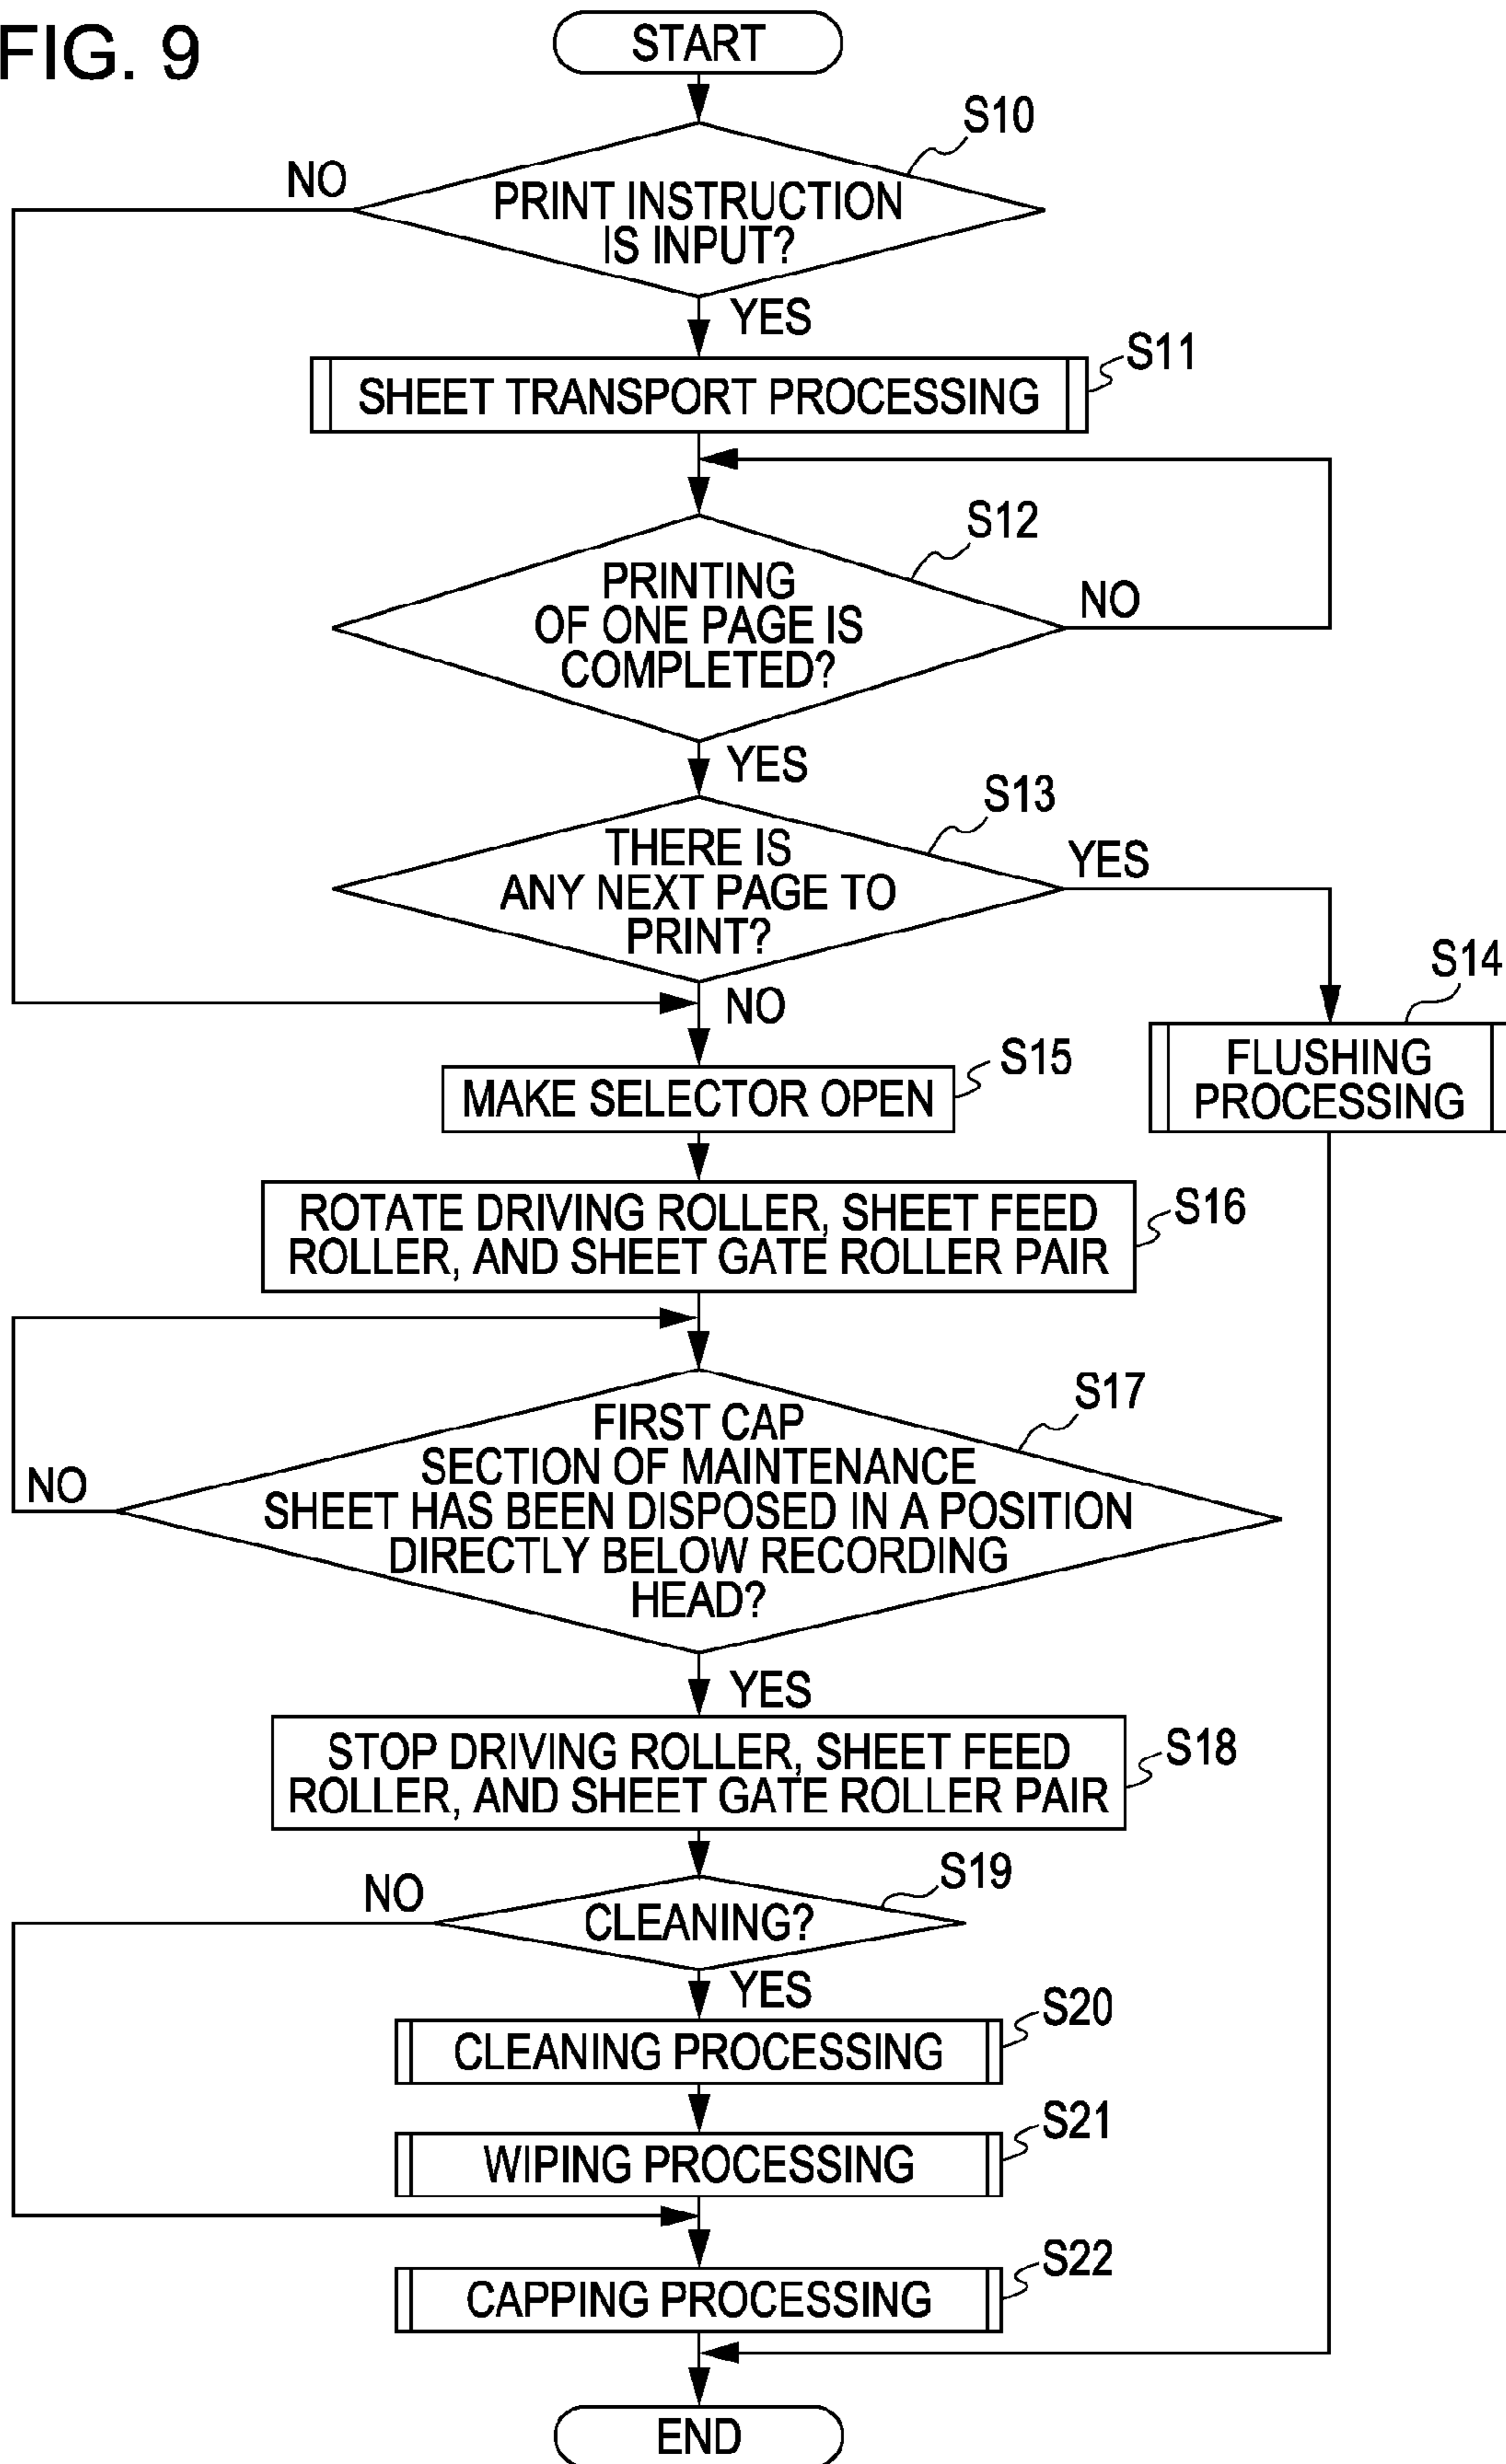 FIG. 9
START
S10
NO
PRINT INSTRUCTION
IS INPUT?
YES
S11
SHEET TRANSPORT PROCESSING
S12
PRINTING
OF ONE PAGE IS
COMPLETED?
NO
YES
S13
THERE IS
ANY NEXT PAGE TO
PRINT?
YES
NO
S14
FLUSHING
PROCESSING
S15
MAKE SELECTOR OPEN
S16
ROTATE DRIVING ROLLER, SHEET FEED
ROLLER, AND SHEET GATE ROLLER PAIR
S17
FIRST CAP
SECTION OF MAINTENANCE
SHEET HAS BEEN DISPOSED IN A POSITION
DIRECTLY BELOW RECORDING
HEAD?
NO
YES
S18
STOP DRIVING ROLLER, SHEET FEED
ROLLER, AND SHEET GATE ROLLER PAIR
S19
NO
CLEANING?
YES
S20
CLEANING PROCESSING
S21
WIPING PROCESSING
S22
CAPPING PROCESSING
END